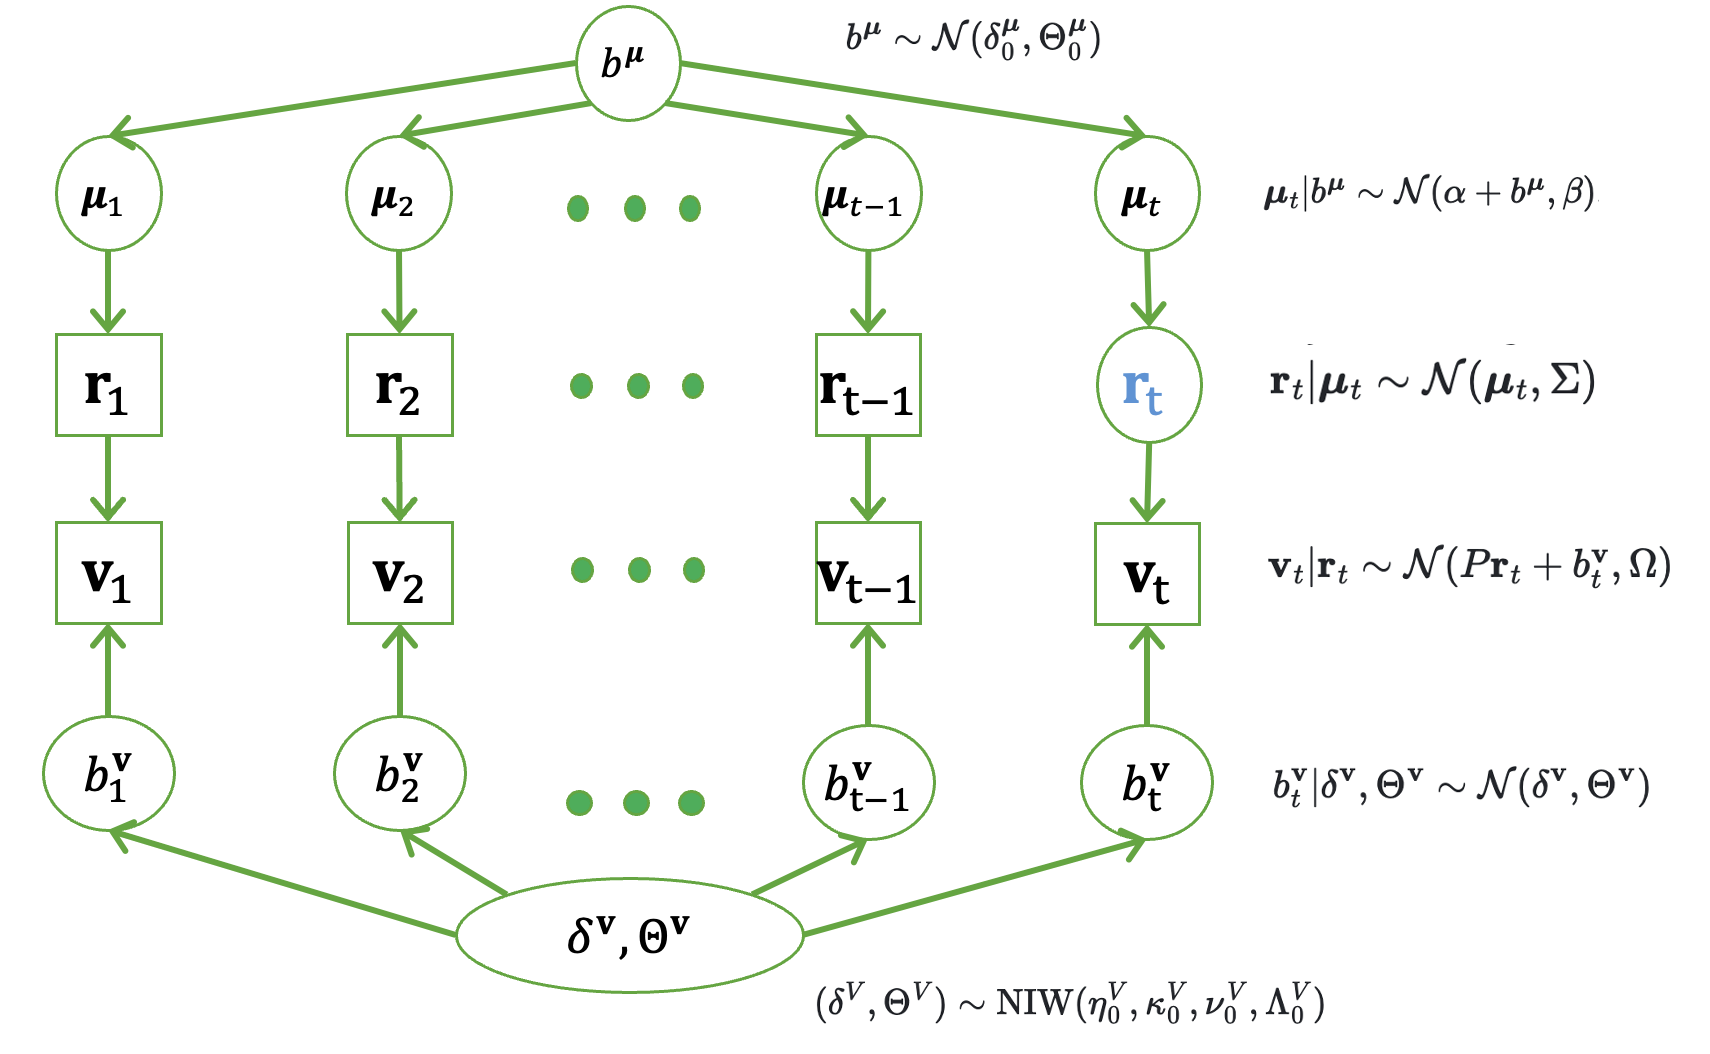 b^μ
b^μ ∼ 𝒩(δ_0^μ, Θ_0^μ)
μ_1 μ_2 μ_{t−1} μ_t
μ_t|b^μ ∼ 𝒩(α + b^μ, β)
r_1 r_2 r_{t−1} r_t
r_t|μ_t ∼ 𝒩(μ_t, Σ)
v_1 v_2 v_{t−1} v_t
v_t|r_t ∼ 𝒩(Pr_t + b_t^v, Ω)
b_1^v b_2^v b_{t−1}^v b_t^v
b_t^v|δ^v, Θ^v ∼ 𝒩(δ^v, Θ^v)
δ^v, Θ^v
(δ^V, Θ^V) ∼ NIW(η_0^V, κ_0^V, ν_0^V, Λ_0^V)